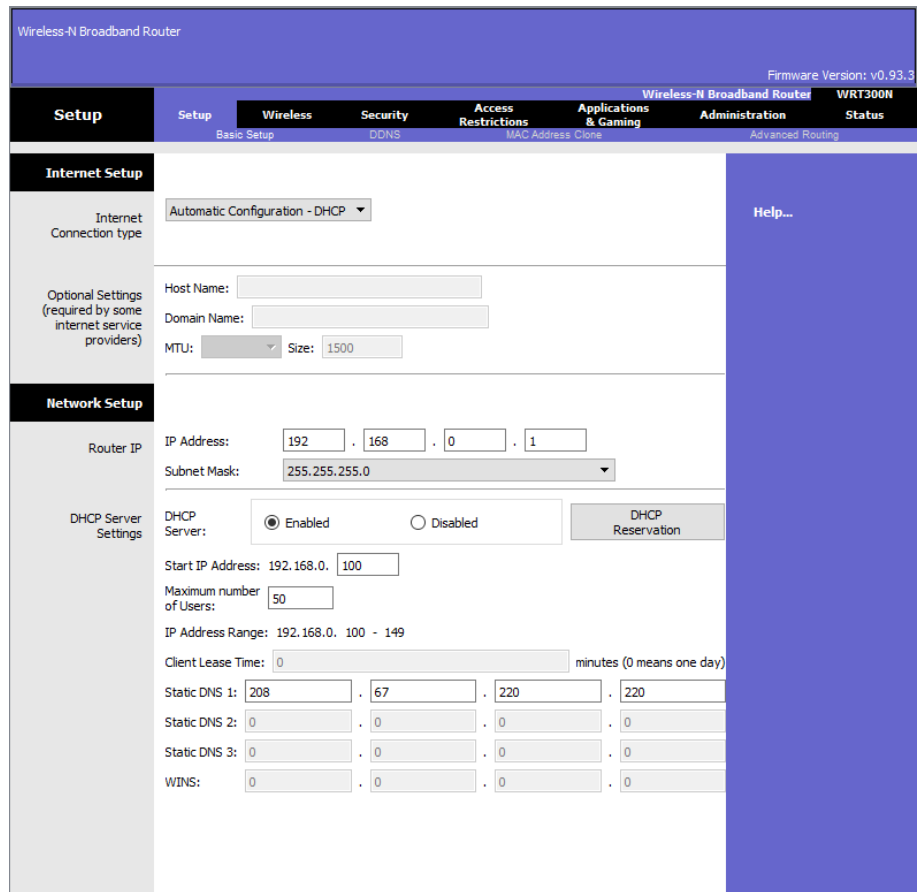 Wireless-N Broadband Router
Firmware Version: v0.93.3
Wireless-N Broadband Router WRT300N
Setup
Setup Wireless Security Access Restrictions Applications & Gaming Administration Status
Basic Setup DDNS MAC Address Clone Advanced Routing
Internet Setup
Internet
Connection type
Automatic Configuration - DHCP
Help...
Optional Settings
(required by some
internet service
providers)
Host Name:
Domain Name:
MTU: Size: 1500
Network Setup
Router IP
IP Address: 192 . 168 . 0 . 1
Subnet Mask: 255.255.255.0
DHCP Server
Settings
DHCP
Server:
Enabled Disabled
DHCP
Reservation
Start IP Address: 192.168.0. 100
Maximum number
of Users:
50
IP Address Range: 192.168.0. 100 - 149
Client Lease Time: 0 minutes (0 means one day)
Static DNS 1: 208 . 67 . 220 . 220
Static DNS 2: 0 . 0 . 0 . 0
Static DNS 3: 0 . 0 . 0 . 0
WINS: 0 . 0 . 0 . 0